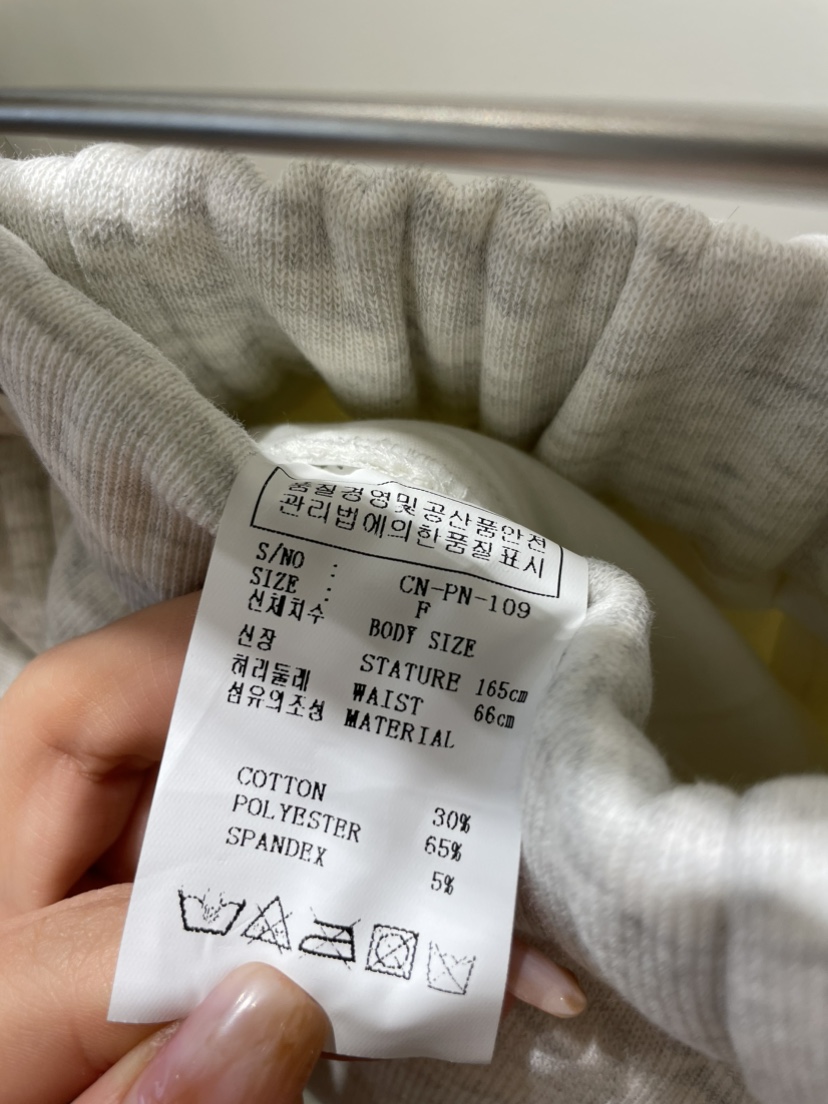 품질경영및공산품안전
관리법에의한품질표시
S/NO : CN-PN-109
SIZE : F
신체치수 BODY SIZE
신장 STATURE 165cm
허리둘레 WAIST 66cm
섬유의조성 MATERIAL
COTTON 30%
POLYESTER 65%
SPANDEX 5%